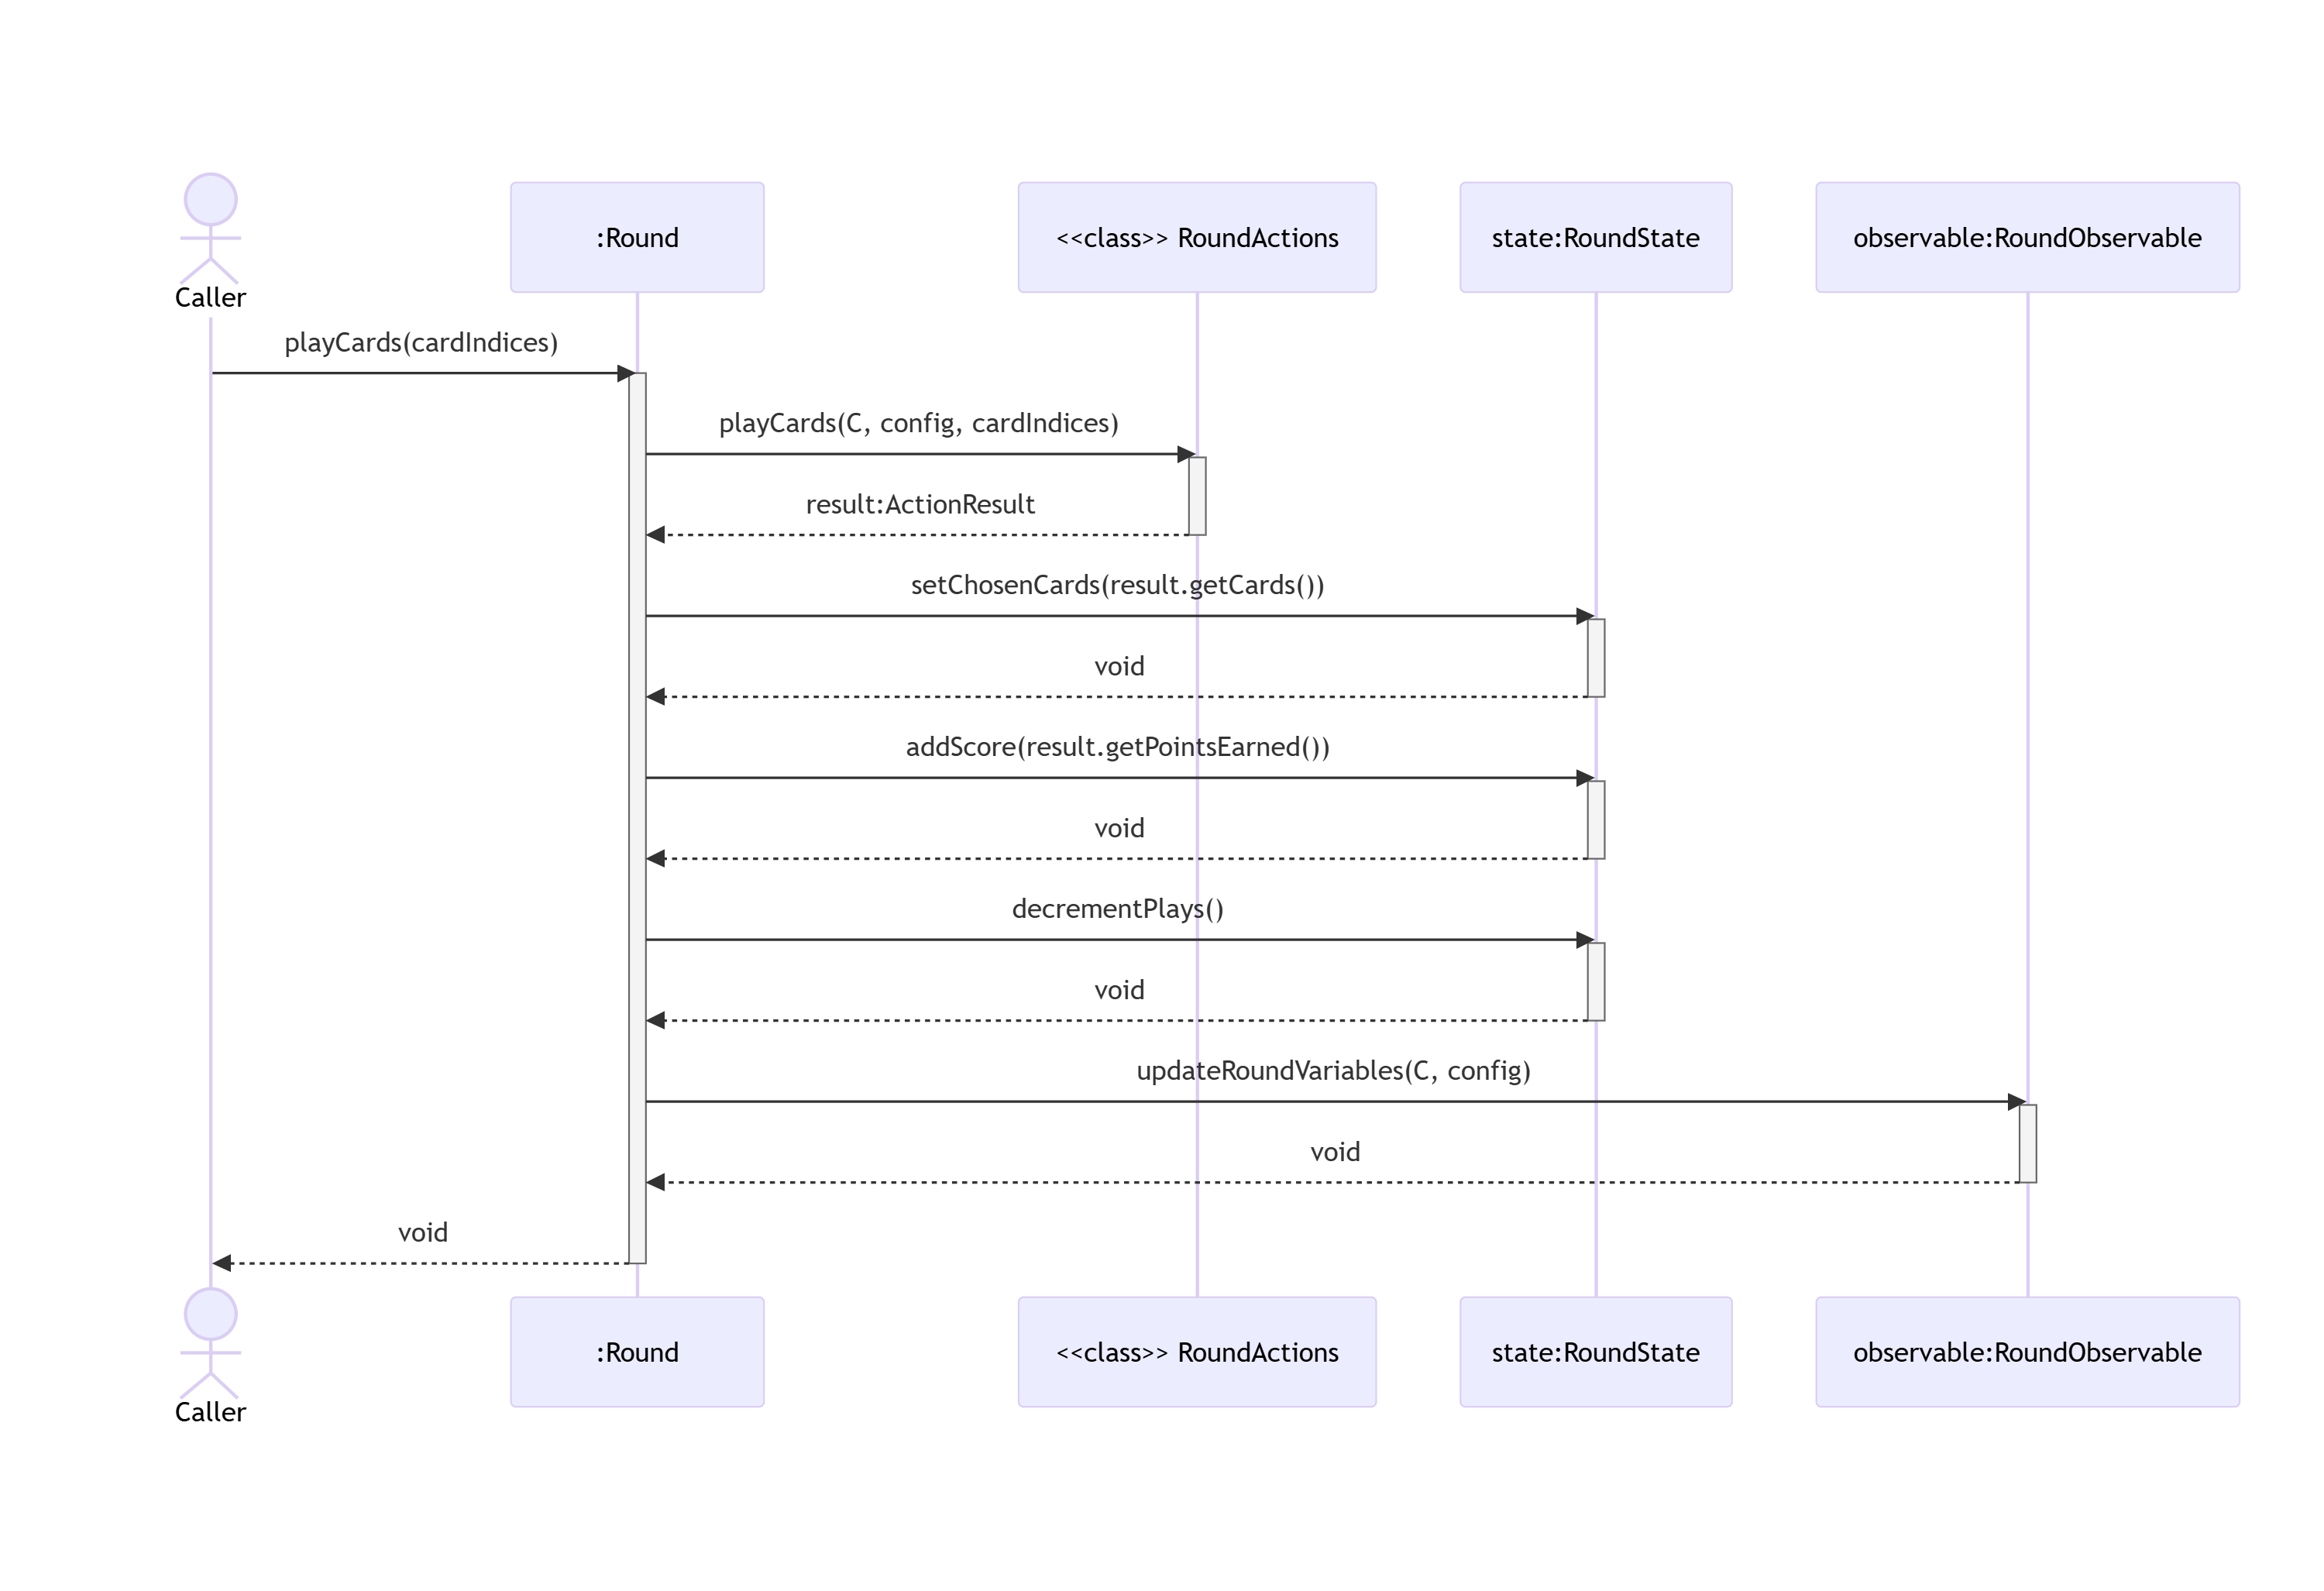 :Round
<<class>> RoundActions
state:RoundState
observable:RoundObservable
Caller
playCards(cardIndices)
playCards(C, config, cardIndices)
result:ActionResult
setChosenCards(result.getCards())
void
addScore(result.getPointsEarned())
void
decrementPlays()
void
updateRoundVariables(C, config)
void
void
:Round
<<class>> RoundActions
state:RoundState
observable:RoundObservable
Caller